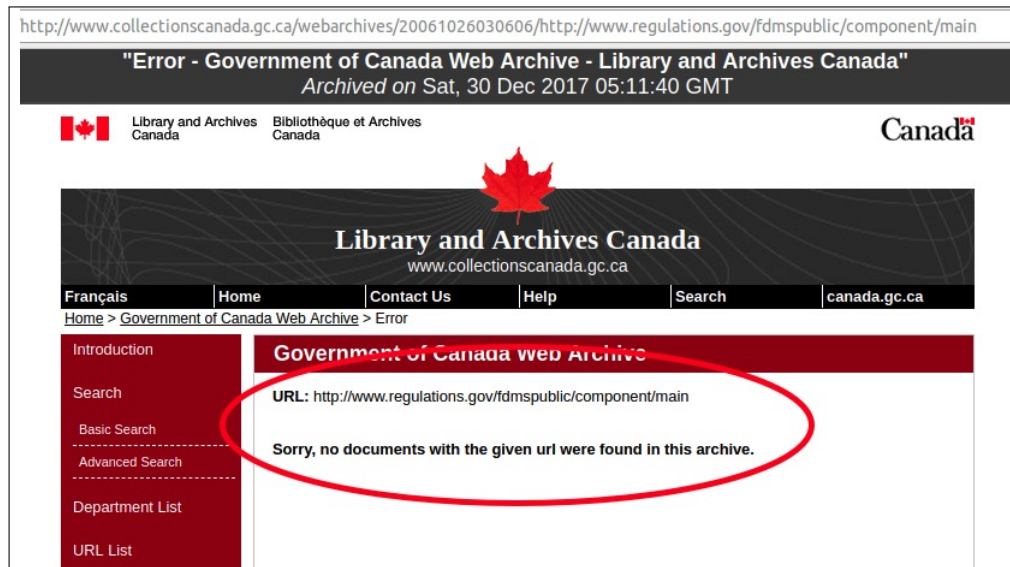 http://www.collectionscanada.gc.ca/webarchives/20061026030606/http://www.regulations.gov/fdmspublic/component/main
"Error - Government of Canada Web Archive - Library and Archives Canada"
Archived on Sat, 30 Dec 2017 05:11:40 GMT
Library and Archives Canada
Bibliothèque et Archives Canada
Canada
Library and Archives Canada
www.collectionscanada.gc.ca
Français Home Contact Us Help Search canada.gc.ca
Home > Government of Canada Web Archive > Error
Introduction
Search
Basic Search
Advanced Search
Department List
URL List
Government of Canada Web Archive
URL: http://www.regulations.gov/fdmspublic/component/main
Sorry, no documents with the given url were found in this archive.